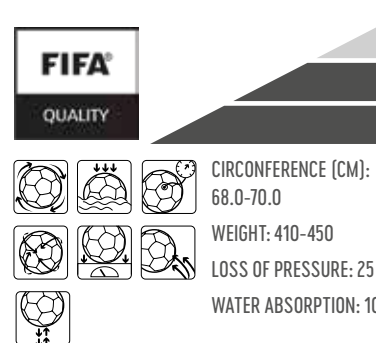 FIFA®
QUALITY
CIRCONFERENCE (CM):
68.0-70.0
WEIGHT: 410-450
LOSS OF PRESSURE: 25
WATER ABSORPTION: 10